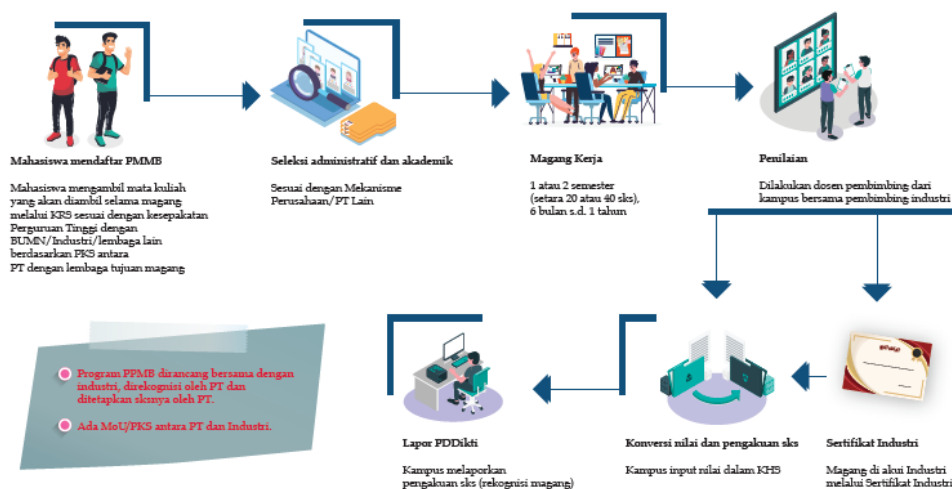 Mahasiswa mendaftar PMMB
Mahasiswa mengambil mata kuliah
yang akan diambil selama magang
melalui KRS sesuai dengan kesepakatan
Perguruan Tinggi dengan
BUMN/Industri/lembaga lain
berdasarkan PKS antara
PT dengan lembaga tujuan magang
Seleksi administratif dan akademik
Sesuai dengan Mekanisme
Perusahaan/PT Lain
Magang Kerja
1 atau 2 semester
(setara 20 atau 40 sks),
6 bulan s.d. 1 tahun
Penilaian
Dilakukan dosen pembimbing dari
kampus bersama pembimbing industri
Program PPMB dirancang bersama dengan
industri, direkognisi oleh PT dan
ditetapkan sksnya oleh PT.
Ada MoU/PKS antara PT dan Industri.
Lapor PDDikti
Kampus melaporkan
pengakuan sks (rekognisi magang)
Konversi nilai dan pengakuan sks
Kampus input nilai dalam KHS
Sertifikat Industri
Magang di akui Industri
melalui Sertifikat Industri